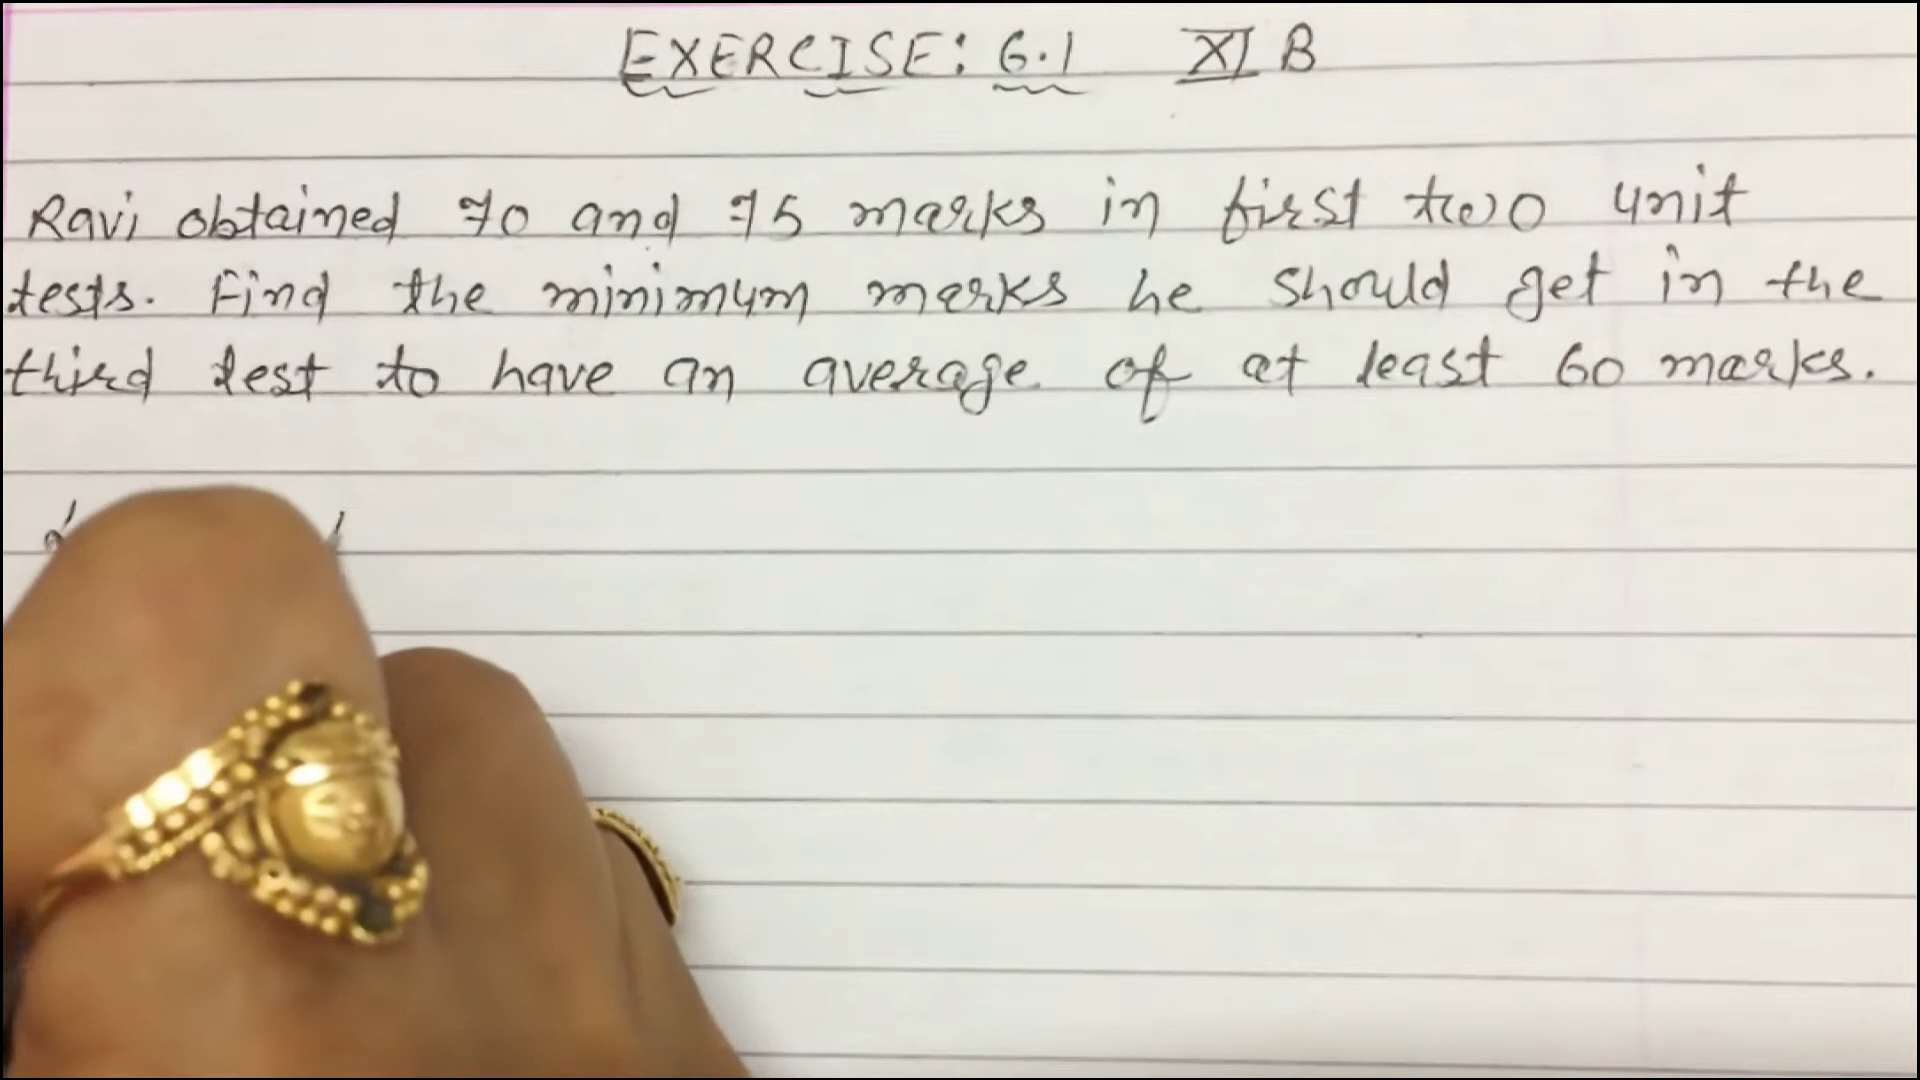 EXERCISE: 6.1 XI B
Ravi obtained 70 and 75 marks in first two unit
tests. Find the minimum marks he should get in the
third test to have an average of at least 60 marks.